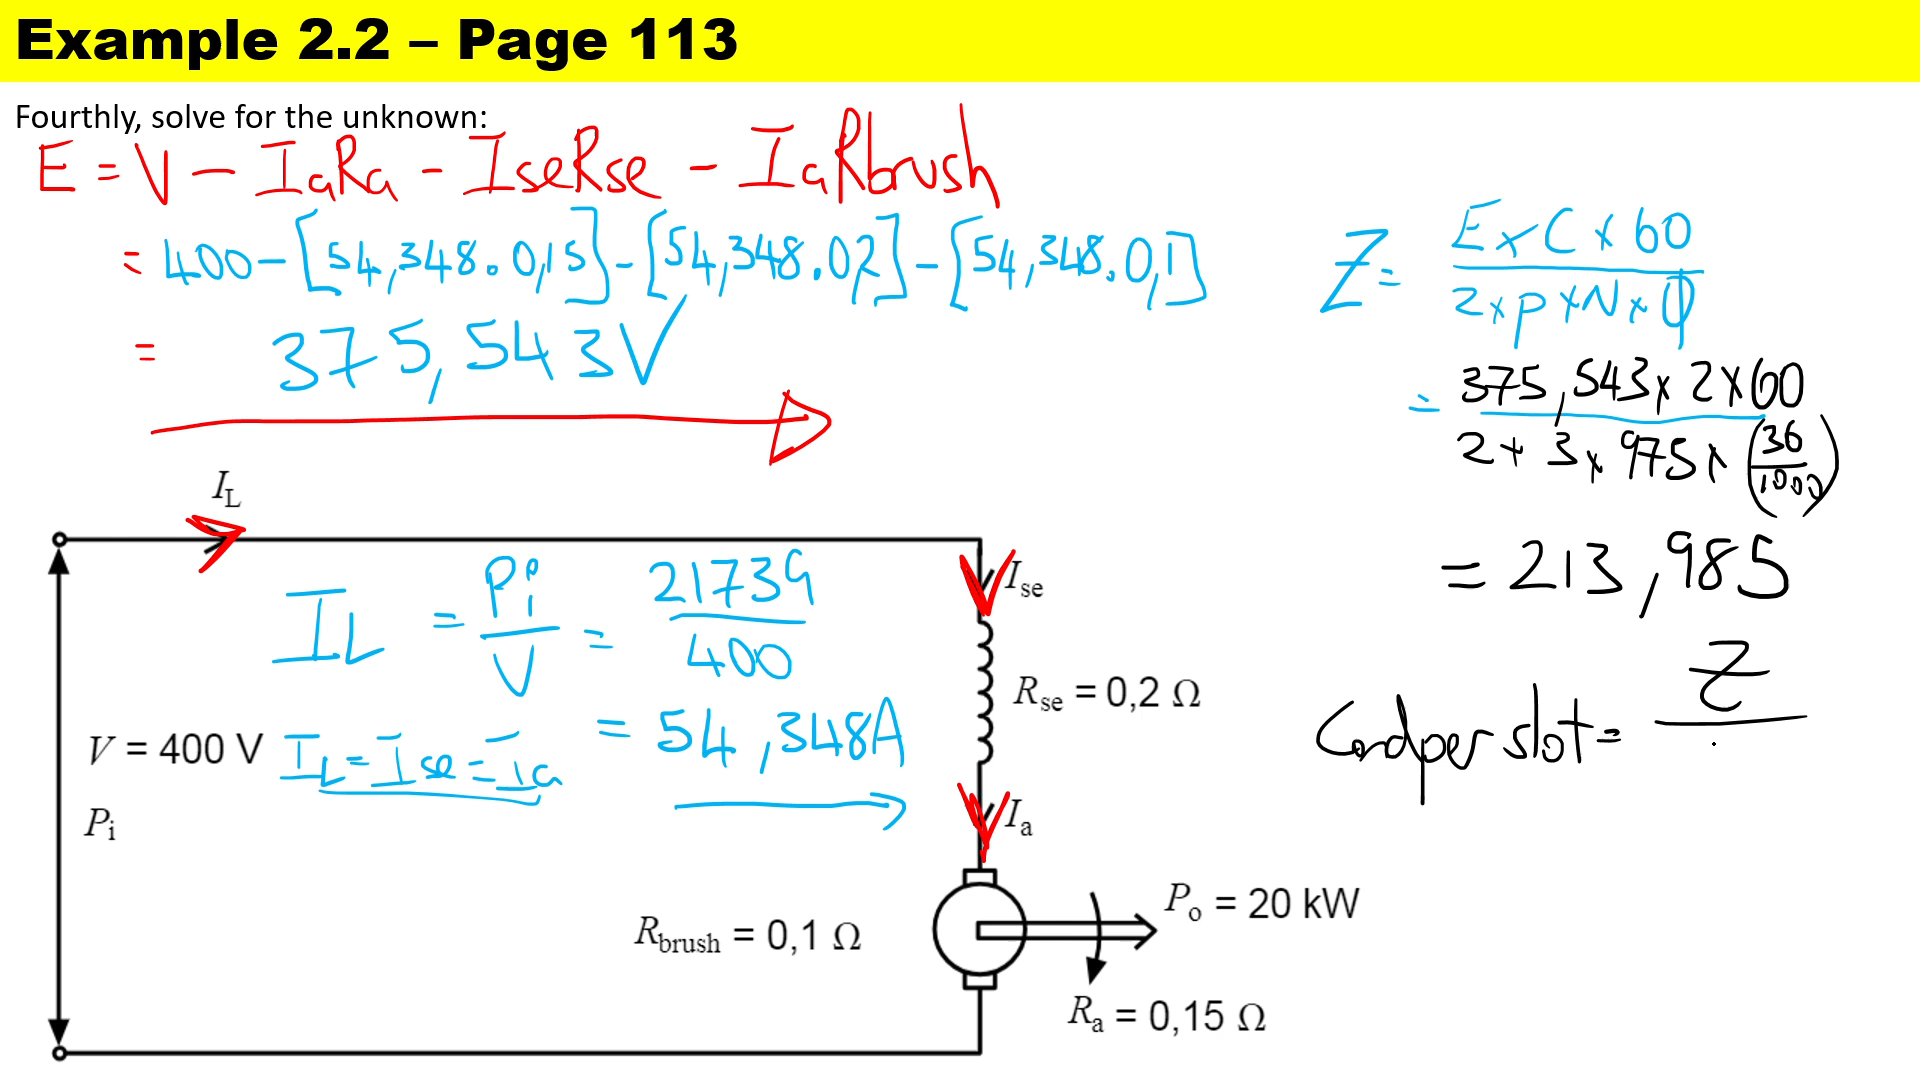 Example 2.2 – Page 113
Fourthly, solve for the unknown:
E = V - IaRa - IseRse - IaRbrush
= 400 - [54,348.0,15] - [54,348.0,2] - [54,348.0,1]
= 375,543V
Z = E x C x 60
2 x p x N x Φ
= 375,543 x 2 x 60
2 x 3 x 975 x (36
1000)
= 213,985
Cond per slot = Z
IL
IL = Pi = 21739
V 400
= 54,348A
IL = Ise = Ia
V = 400 V
Pi
Ise
Rse = 0,2 Ω
Ia
Rbrush = 0,1 Ω
Po = 20 kW
Ra = 0,15 Ω